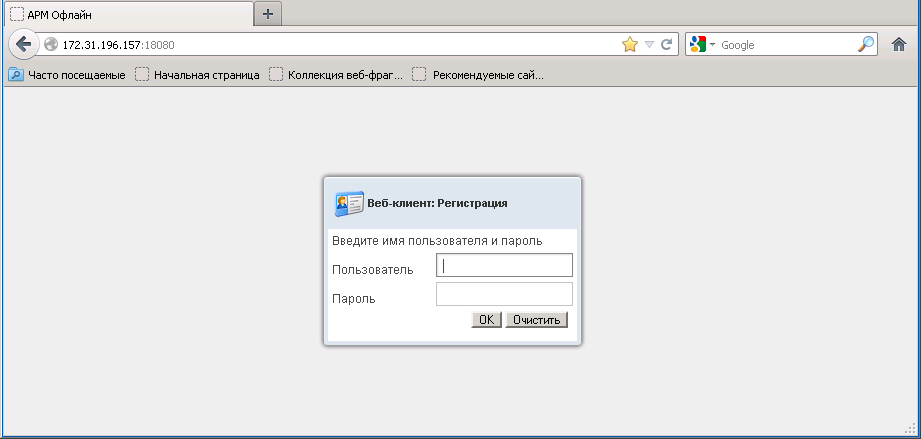 АРМ Офлайн
172.31.196.157:18080
Google
Часто посещаемые
Начальная страница
Коллекция веб-фраг...
Рекомендуемые сай...
Веб-клиент: Регистрация
Введите имя пользователя и пароль
Пользователь
Пароль
OK
Очистить